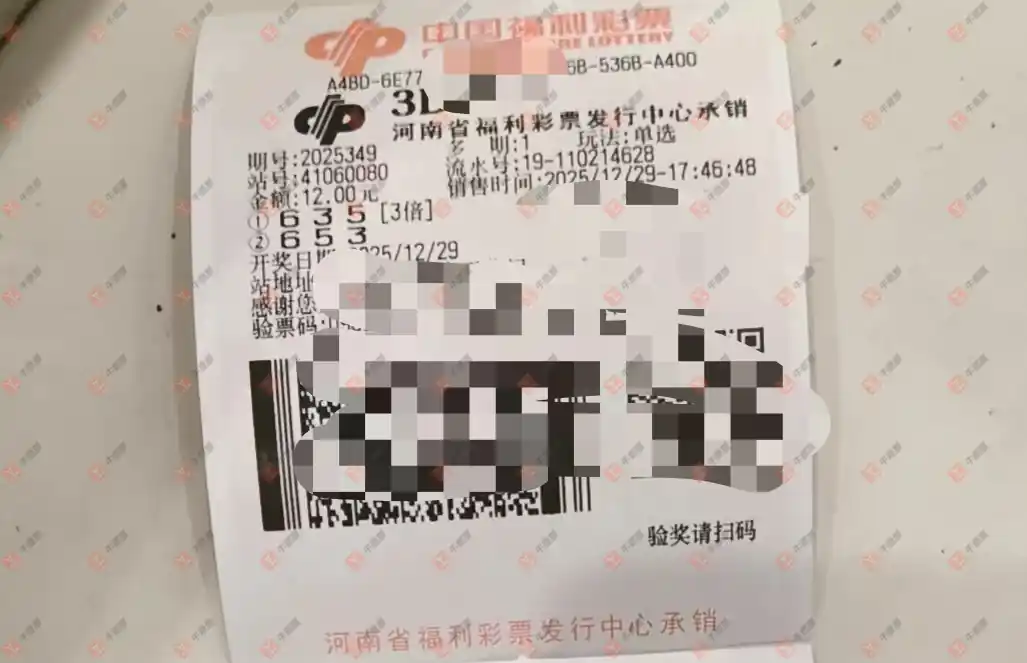 中国福利彩票
RE LOTTERY
A4BD-6E77 6B-536B-A400
3D
河南省福利彩票发行中心承销
期号:2025349 多 期:1 玩法:单选
站号:41060080 流水号:19-110214628
金额:12.00元 销售时间:2025/12/29-17:46:48
① 6 3 5 [3倍]
② 6 5 3
开奖日期 2025/12/29
站地址
感谢您
验票码:
验奖请扫码
河南省福利彩票发行中心承销